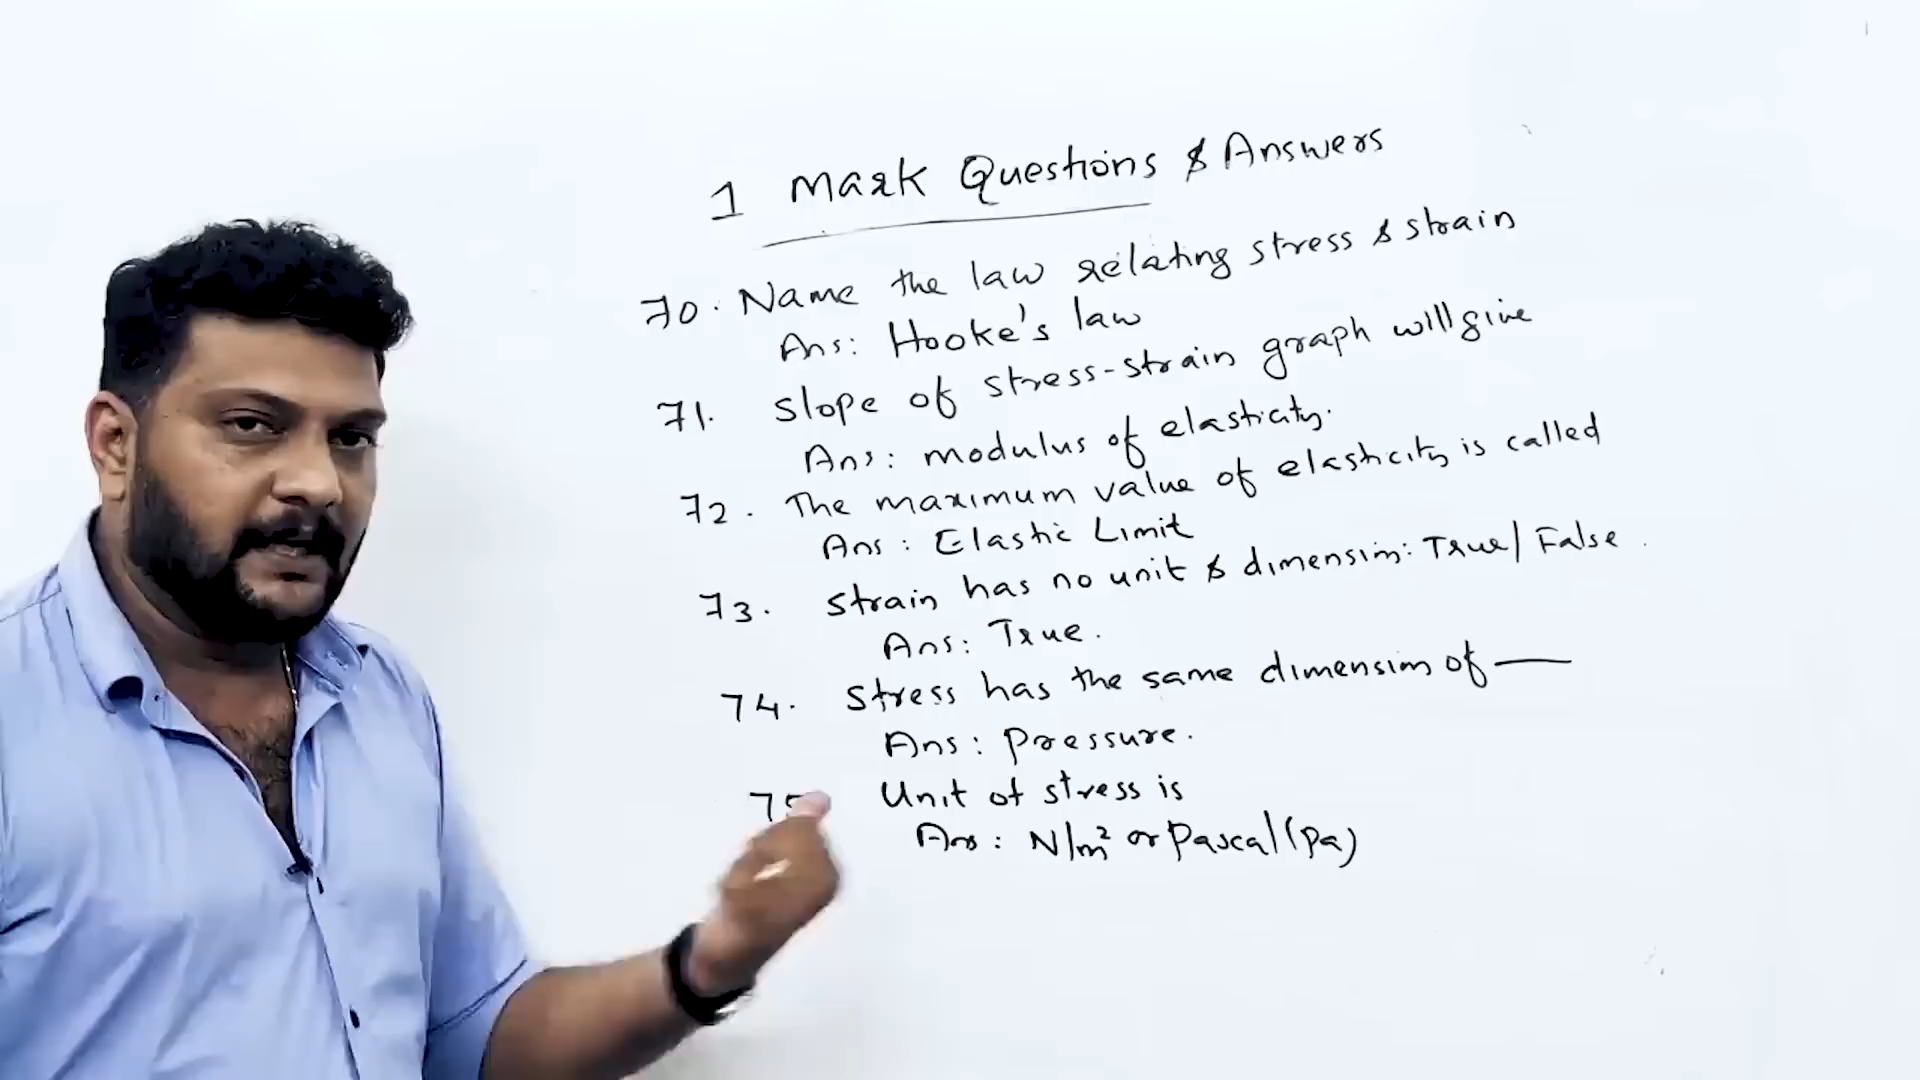 1 Mark Questions & Answers
70. Name the law relating stress & strain
Ans: Hooke's law
71. Slope of stress-strain graph will give
Ans: modulus of elasticity.
72. The maximum value of elasticity is called
Ans: Elastic Limit
73. Strain has no unit & dimension: True/False.
Ans: True.
74. Stress has the same dimension of —
Ans: Pressure.
75 Unit of stress is
Ans: N/m² or Pascal (Pa)